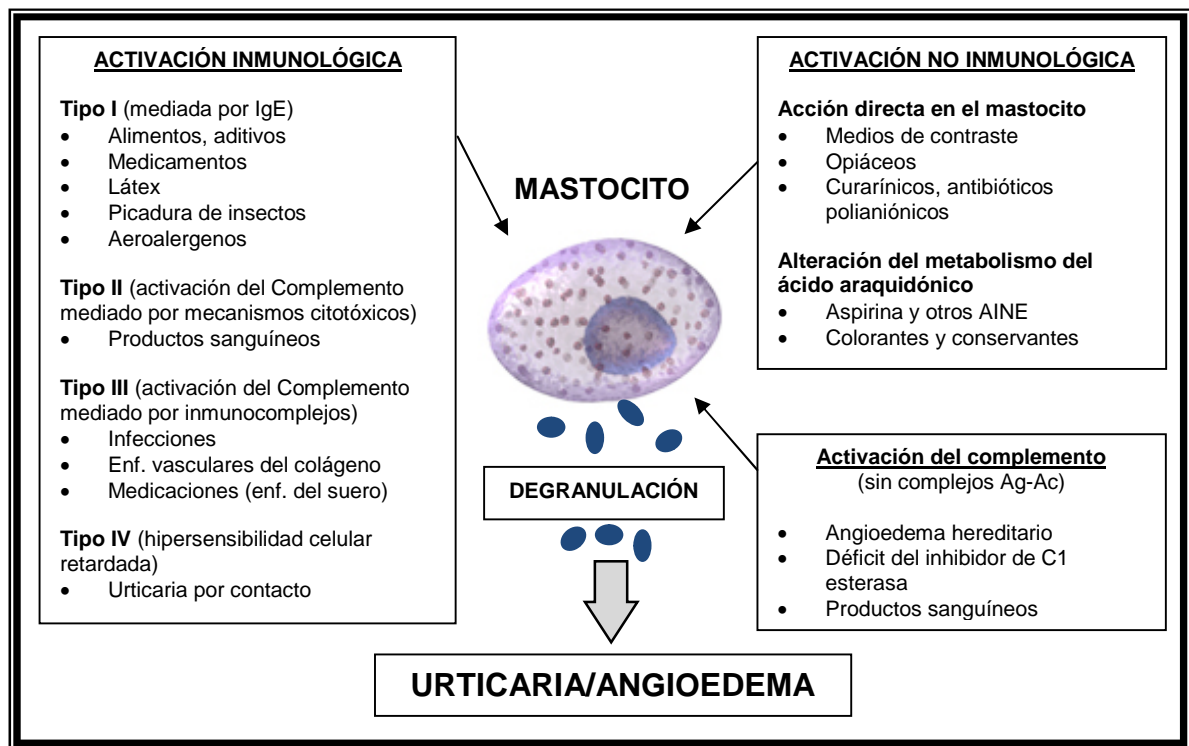 ACTIVACIÓN INMUNOLÓGICA
Tipo I (mediada por IgE)
• Alimentos, aditivos
• Medicamentos
• Látex
• Picadura de insectos
• Aeroalergenos
Tipo II (activación del Complemento
mediado por mecanismos citotóxicos)
• Productos sanguíneos
Tipo III (activación del Complemento
mediado por inmunocomplejos)
• Infecciones
• Enf. vasculares del colágeno
• Medicaciones (enf. del suero)
Tipo IV (hipersensibilidad celular
retardada)
• Urticaria por contacto
MASTOCITO
DEGRANULACIÓN
ACTIVACIÓN NO INMUNOLÓGICA
Acción directa en el mastocito
• Medios de contraste
• Opiáceos
• Curarínicos, antibióticos
polianiónicos
Alteración del metabolismo del
ácido araquidónico
• Aspirina y otros AINE
• Colorantes y conservantes
Activación del complemento
(sin complejos Ag-Ac)
• Angioedema hereditario
• Déficit del inhibidor de C1
esterasa
• Productos sanguíneos
URTICARIA/ANGIOEDEMA